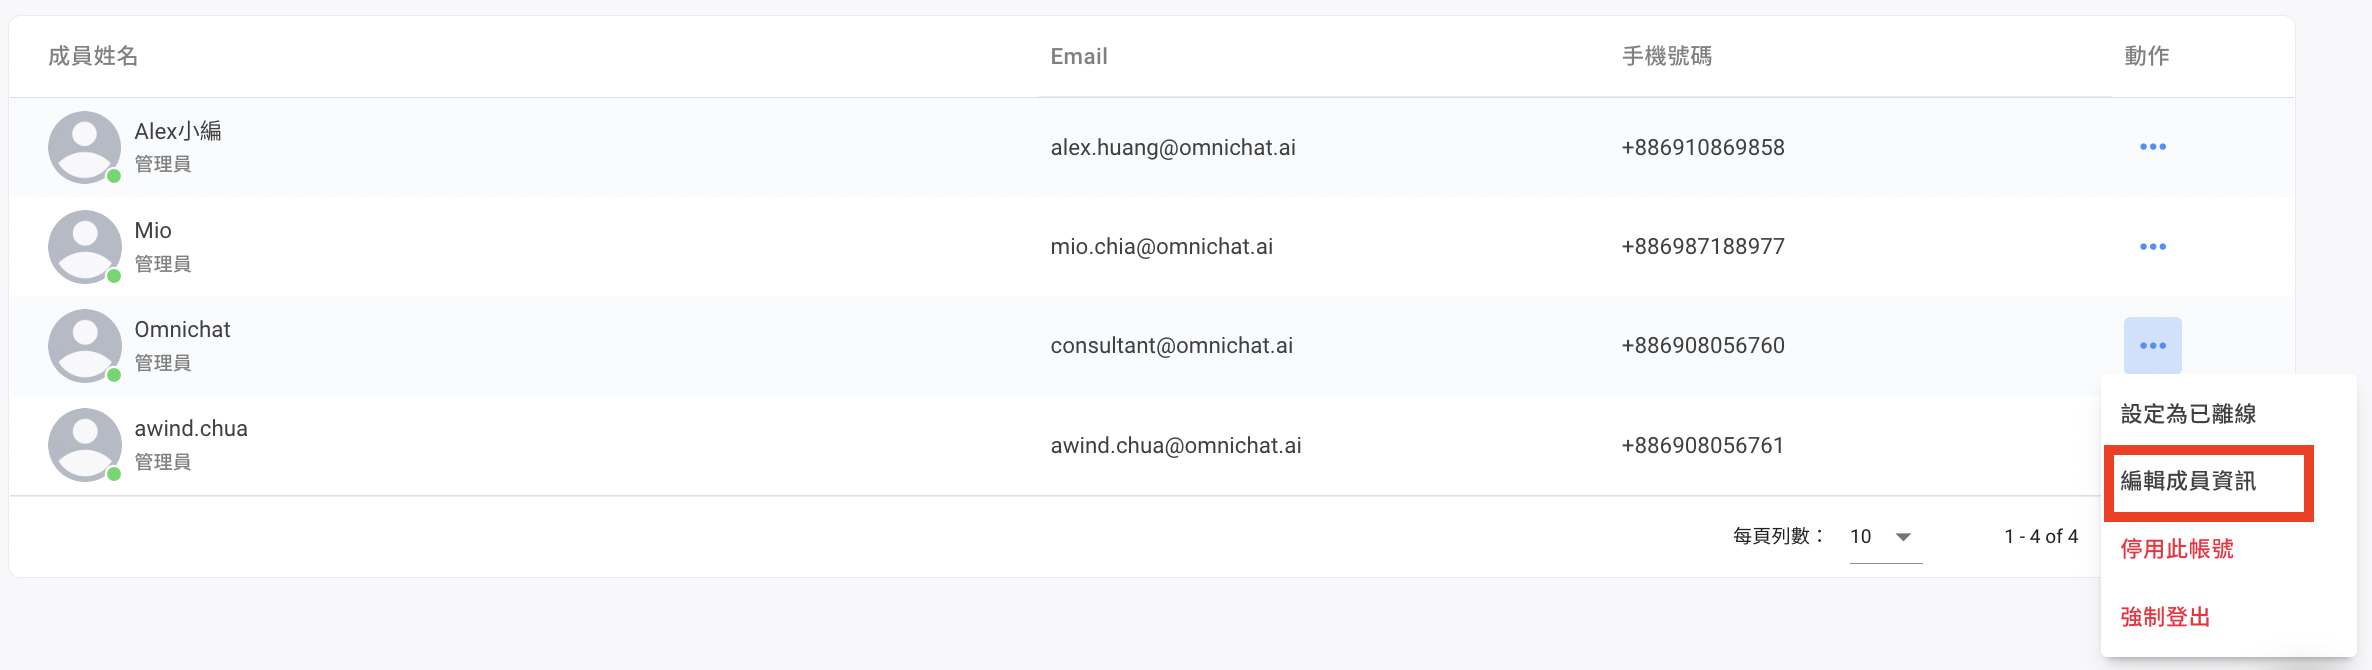 成員姓名 Email 手機號碼 動作
Alex小編
管理員
alex.huang@omnichat.ai +886910869858
Mio
管理員
mio.chia@omnichat.ai +886987188977
Omnichat
管理員
consultant@omnichat.ai +886908056760
awind.chua
管理員
awind.chua@omnichat.ai +886908056761
設定為已離線
編輯成員資訊
停用此帳號
強制登出
每頁列數： 10 1 - 4 of 4